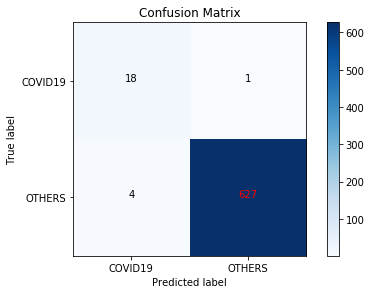 Confusion Matrix
COVID19
18
1
OTHERS
4
627
COVID19
OTHERS
True label
Predicted label
600
500
400
300
200
100